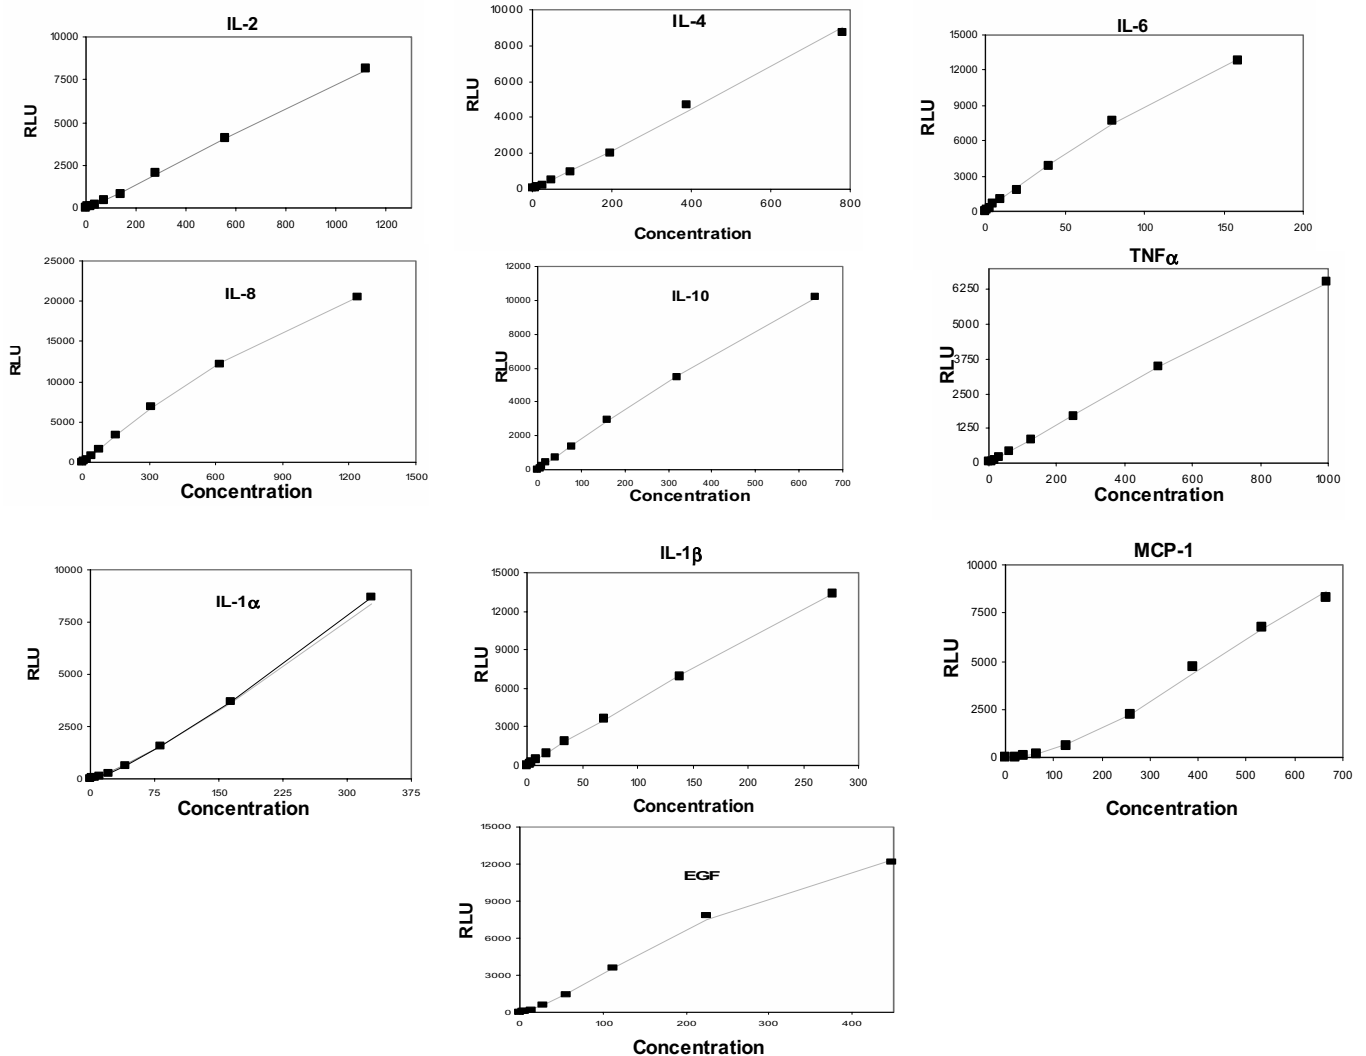 IL-2
10000
7500
5000
2500
0
RLU
0 200 400 600 800 1000 1200
IL-4
10000
8000
6000
4000
2000
0
RLU
0 200 400 600 800
Concentration
IL-6
15000
12000
9000
6000
3000
0
RLU
0 50 100 150 200
IL-8
25000
20000
15000
10000
5000
0
RLU
0 300 600 900 1200 1500
Concentration
IL-10
12000
10000
8000
6000
4000
2000
0
RLU
0 100 200 300 400 500 600 700
Concentration
TNFα
6250
5000
3750
2500
1250
0
RLU
0 200 400 600 800 1000
Concentration
IL-1α
10000
7500
5000
2500
0
RLU
0 75 150 225 300 375
Concentration
IL-1β
15000
12000
9000
6000
3000
0
RLU
0 50 100 150 200 250 300
Concentration
MCP-1
10000
7500
5000
2500
0
RLU
0 100 200 300 400 500 600 700
Concentration
EGF
15000
12000
9000
6000
3000
0
RLU
0 100 200 300 400
Concentration